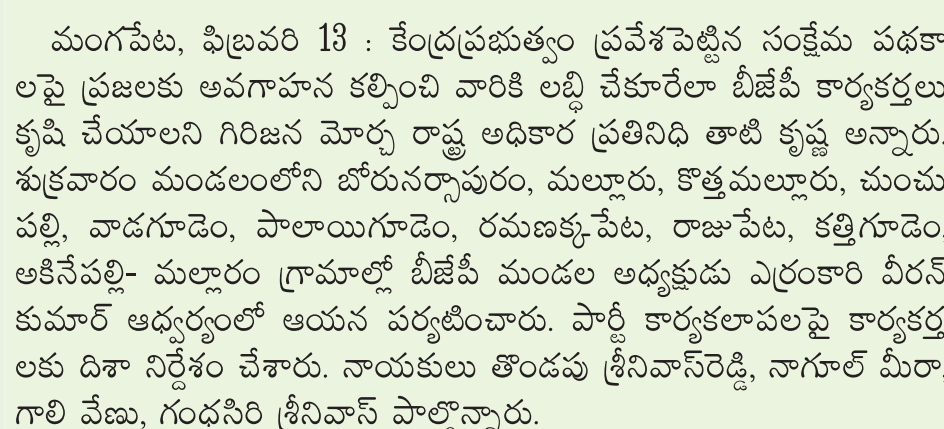 మంగపేట, ఫిబ్రవరి 13 : కేంద్రప్రభుత్వం ప్రవేశపెట్టిన సంక్షేమ పథకా
లపై ప్రజలకు అవగాహన కల్పించి వారికి లబ్ధి చేకూరేలా బీజేపీ కార్యకర్తలు
కృషి చేయాలని గిరిజన మోర్చ రాష్ట్ర అధికార ప్రతినిధి తాటి కృష్ణ అన్నారు.
శుక్రవారం మండలంలోని బోరునర్సాపురం, మల్లూరు, కొత్తమల్లూరు, చుంచు
పల్లి, వాడగూడెం, పాలాయిగూడెం, రమణక్కపేట, రాజుపేట, కత్తిగూడెం,
అకినేపల్లి- మల్లారం గ్రామాల్లో బీజేపీ మండల అధ్యక్షుడు ఎర్రంకారి వీరన్
కుమార్ ఆధ్వర్యంలో ఆయన పర్యటించారు. పార్టీ కార్యకలాపలపై కార్యకర్త
లకు దిశా నిర్దేశం చేశారు. నాయకులు తొండపు శ్రీనివాస్‌రెడ్డి, నాగూల్ మీరా,
గాలి వేణు, గంధసిరి శ్రీనివాస్ పాల్గొన్నారు.